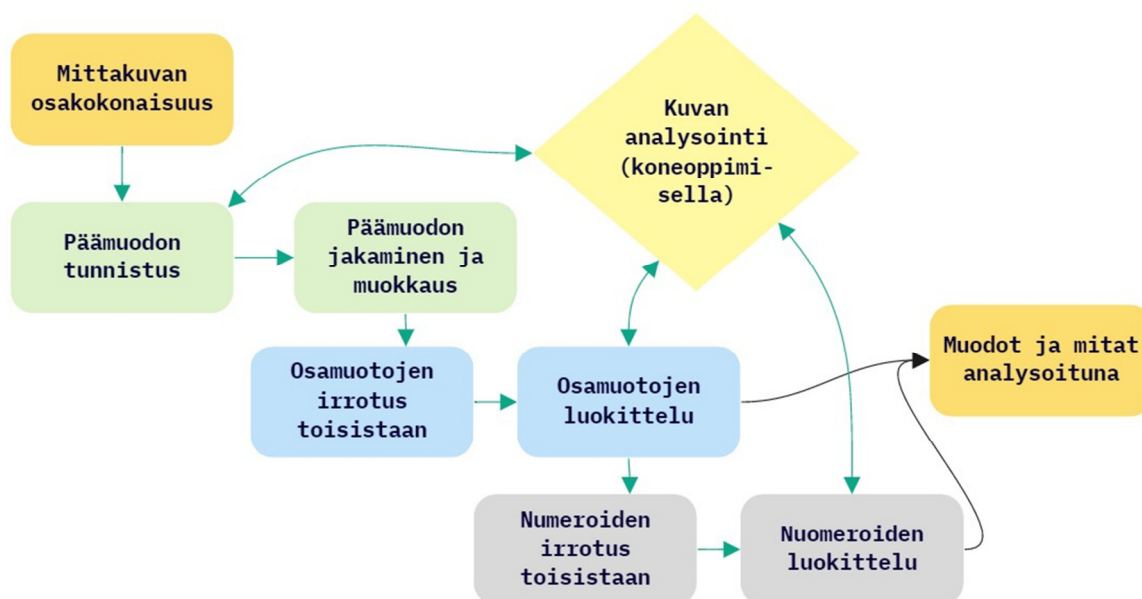 Mittakuvan
osakokonaisuus
Kuvan
analysointi
(koneoppimi-
sella)
Päämuodon
tunnistus
Päämuodon
jakaminen ja
muokkaus
Osamuotojen
irrotus
toisistaan
Osamuotojen
luokittelu
Muodot ja mitat
analysoituna
Numeroiden
irrotus
toisistaan
Nuomeroiden
luokittelu